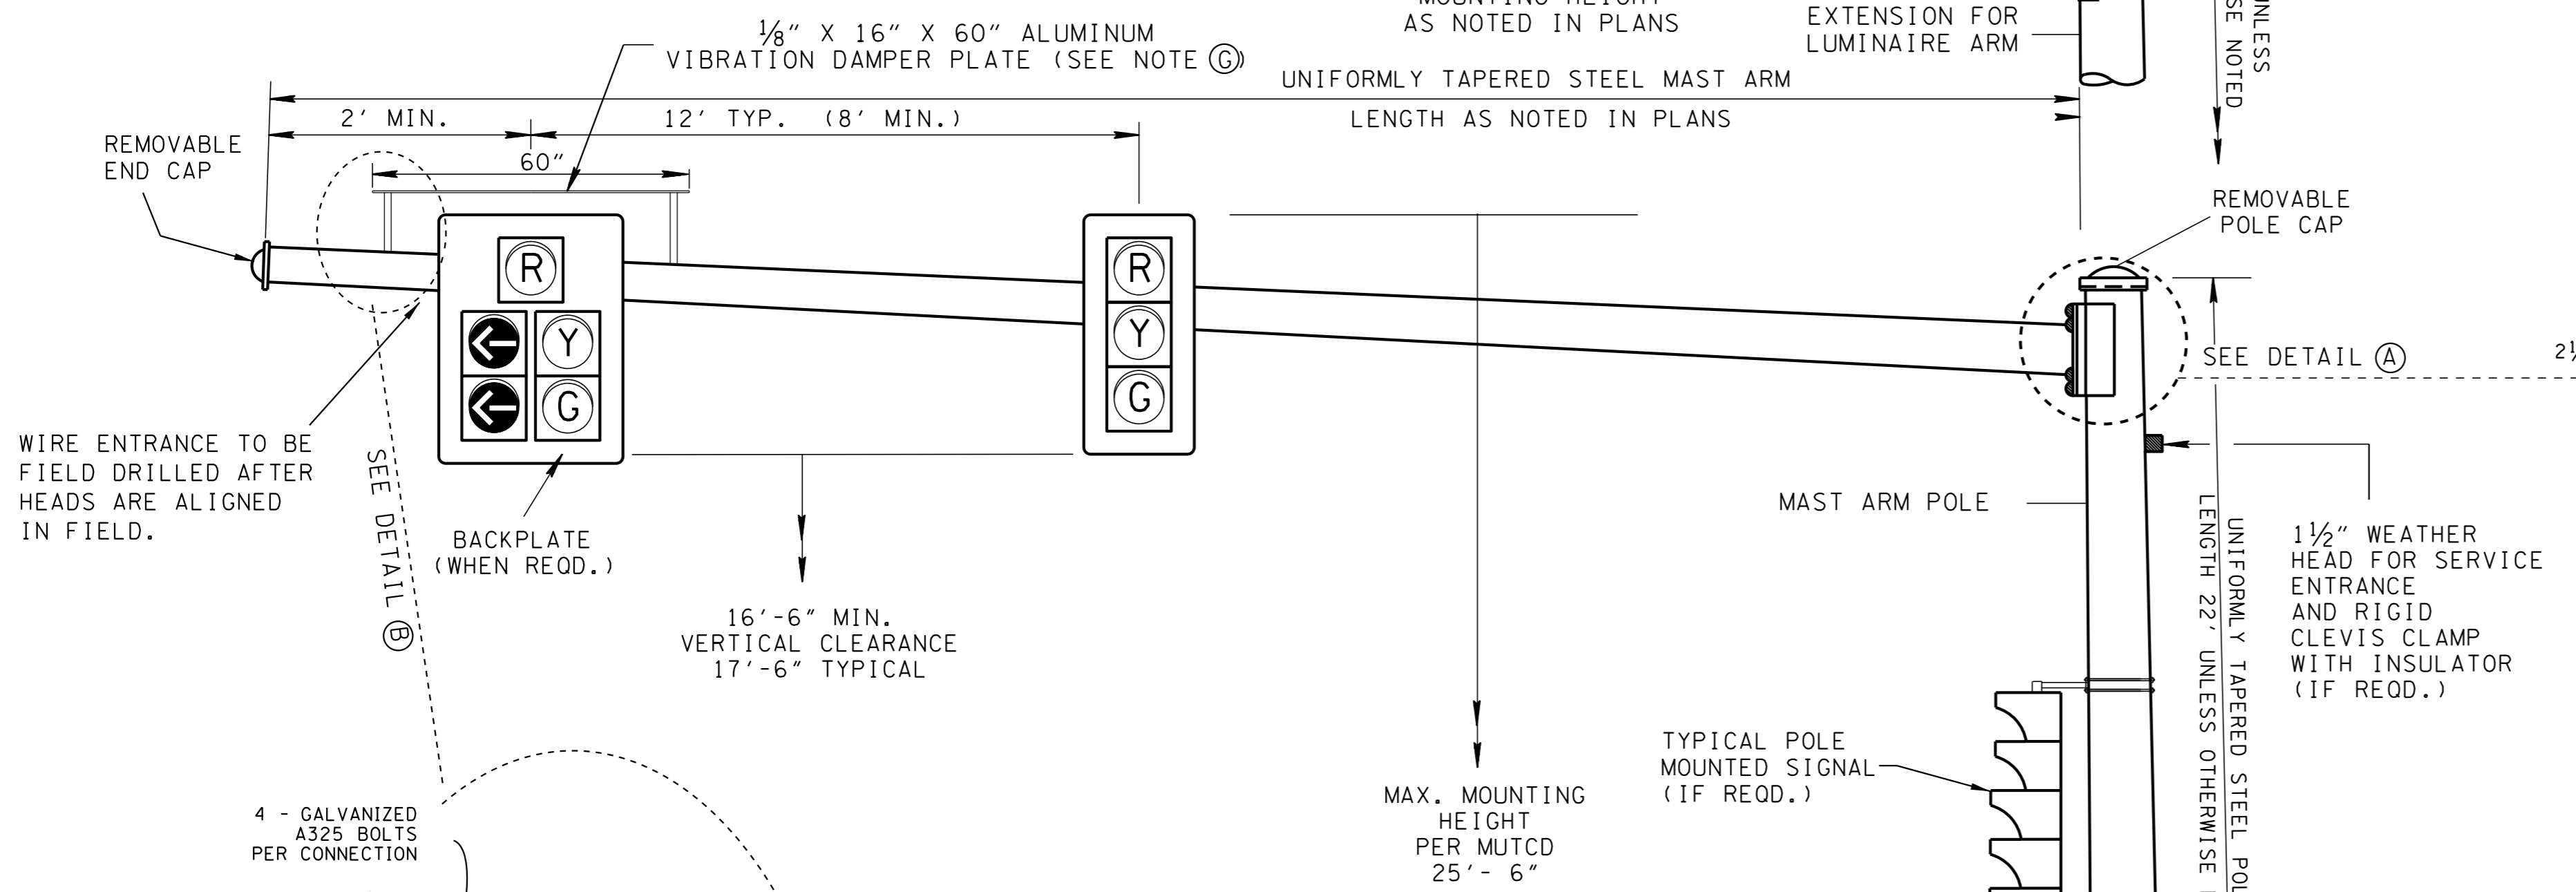 MOUNTING HEIGHT
AS NOTED IN PLANS
EXTENSION FOR
LUMINAIRE ARM
UNLESS
SE NOTED
⅛" X 16" X 60" ALUMINUM
VIBRATION DAMPER PLATE (SEE NOTE Ⓖ)
UNIFORMLY TAPERED STEEL MAST ARM
LENGTH AS NOTED IN PLANS
2' MIN.
12' TYP. (8' MIN.)
60"
REMOVABLE
END CAP
REMOVABLE
POLE CAP
R
Y
G
R
Y
G
SEE DETAIL Ⓐ
WIRE ENTRANCE TO BE
FIELD DRILLED AFTER
HEADS ARE ALIGNED
IN FIELD.
SEE DETAIL Ⓑ
BACKPLATE
(WHEN REQD.)
16'-6" MIN.
VERTICAL CLEARANCE
17'-6" TYPICAL
MAST ARM POLE
1½" WEATHER
HEAD FOR SERVICE
ENTRANCE
AND RIGID
CLEVIS CLAMP
WITH INSULATOR
(IF REQD.)
UNIFORMLY TAPERED STEEL POL
LENGTH 22' UNLESS OTHERWISE
TYPICAL POLE
MOUNTED SIGNAL
(IF REQD.)
MAX. MOUNTING
HEIGHT
PER MUTCD
25'- 6"
4 - GALVANIZED
A325 BOLTS
PER CONNECTION